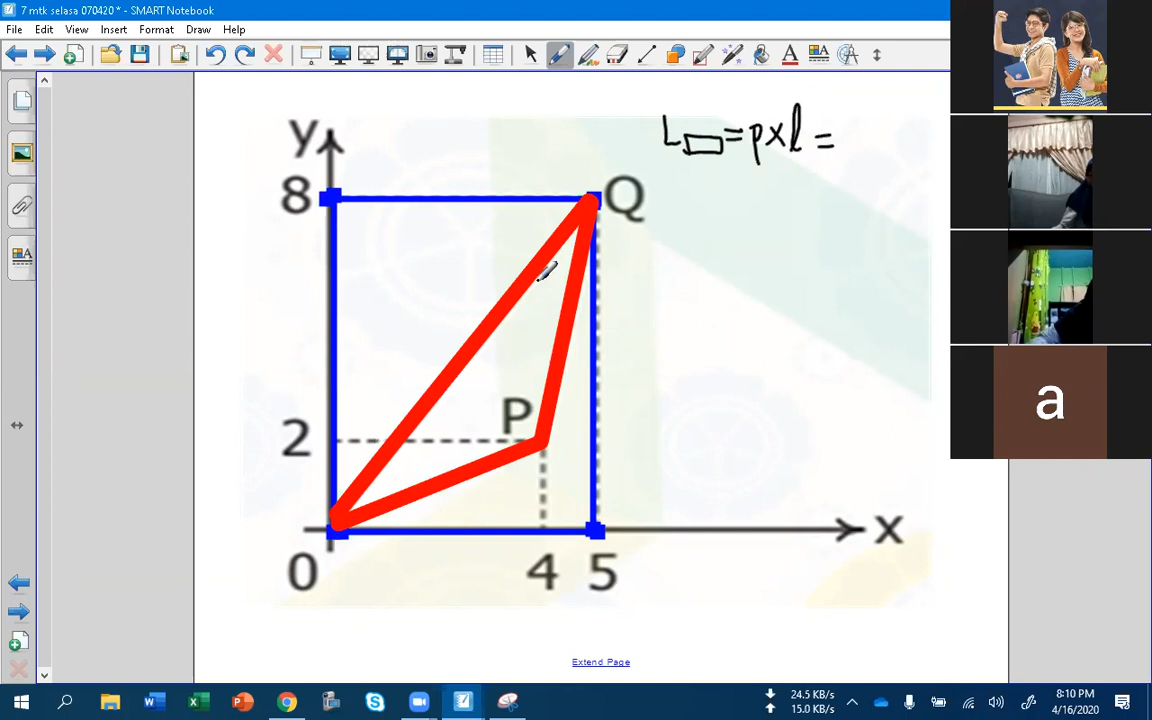 7 mtk selasa 070420 * - SMART Notebook
File Edit View Insert Format Draw Help
L▭ = p x l =
y
8
Q
P
2
0
4
5
x
a
Extend Page
24.5 KB/s
15.0 KB/s
8:10 PM
4/16/2020